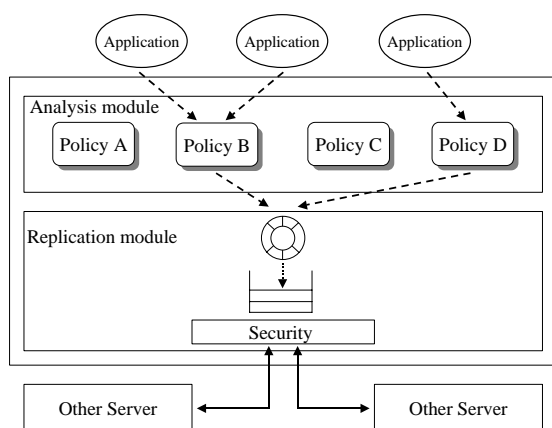 Application
Application
Application
Analysis module
Policy A
Policy B
Policy C
Policy D
Replication module
Security
Other Server
Other Server